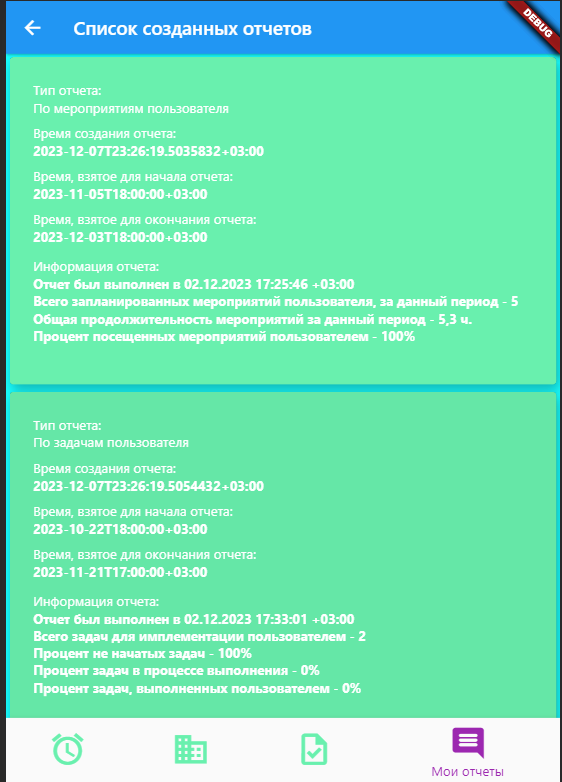 Список созданных отчетов
DEBUG
Тип отчета:
По мероприятиям пользователя
Время создания отчета:
2023-12-07T23:26:19.5035832+03:00
Время, взятое для начала отчета:
2023-11-05T18:00:00+03:00
Время, взятое для окончания отчета:
2023-12-03T18:00:00+03:00
Информация отчета:
Отчет был выполнен в 02.12.2023 17:25:46 +03:00
Всего запланированных мероприятий пользователя, за данный период - 5
Общая продолжительность мероприятий за данный период - 5,3 ч.
Процент посещенных мероприятий пользователем - 100%
Тип отчета:
По задачам пользователя
Время создания отчета:
2023-12-07T23:26:19.5054432+03:00
Время, взятое для начала отчета:
2023-10-22T18:00:00+03:00
Время, взятое для окончания отчета:
2023-11-21T17:00:00+03:00
Информация отчета:
Отчет был выполнен в 02.12.2023 17:33:01 +03:00
Всего задач для имплементации пользователем - 2
Процент не начатых задач - 100%
Процент задач в процессе выполнения - 0%
Процент задач, выполненных пользователем - 0%
Мои отчеты